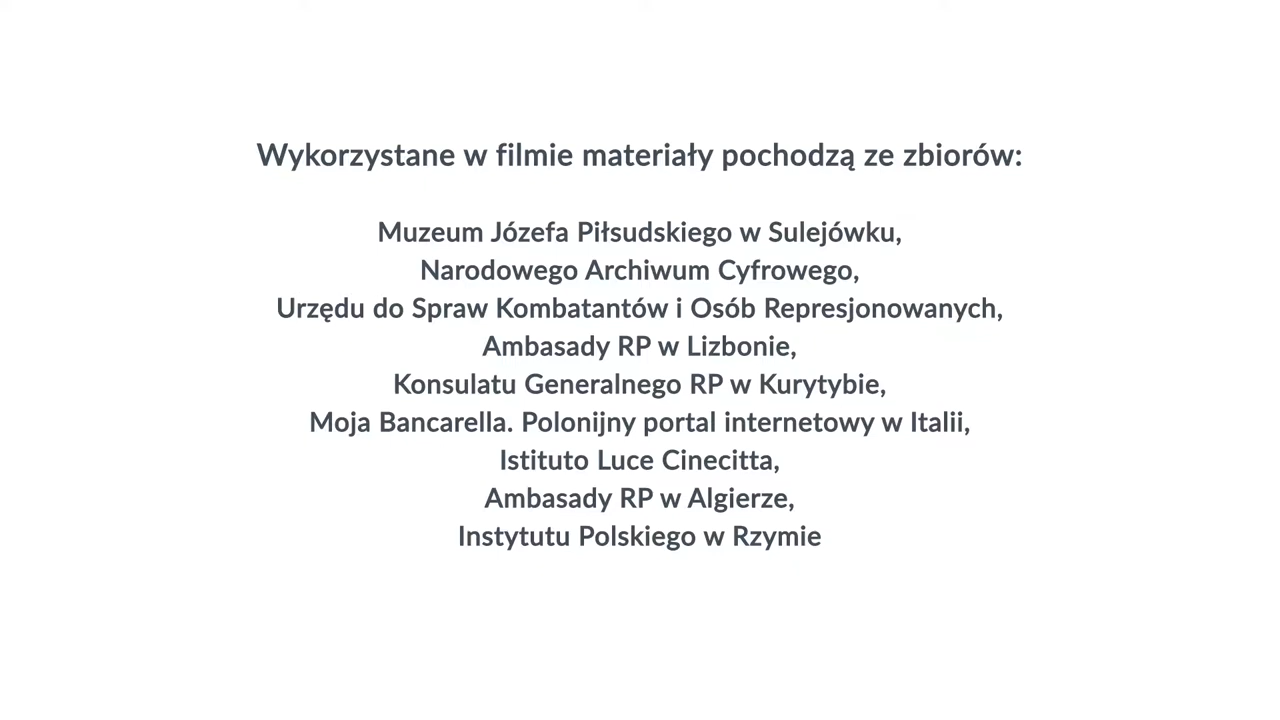 Wykorzystane w filmie materiały pochodzą ze zbiorów:
Muzeum Józefa Piłsudskiego w Sulejówku,
Narodowego Archiwum Cyfrowego,
Urzędu do Spraw Kombatantów i Osób Represjonowanych,
Ambasady RP w Lizbonie,
Konsulatu Generalnego RP w Kurytybie,
Moja Bancarella. Polonijny portal internetowy w Italii,
Istituto Luce Cinecitta,
Ambasady RP w Algierze,
Instytutu Polskiego w Rzymie